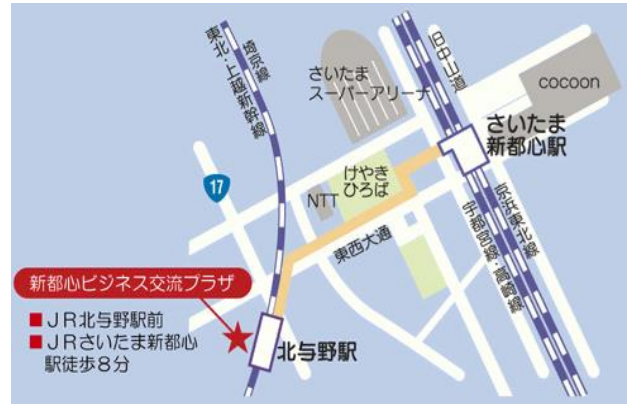 東北・上越新幹線
埼京線
さいたま
スーパーアリーナ
旧中山道
cocoon
さいたま
新都心駅
けやき
ひろば
NTT
17
東西大通
京浜東北線
宇都宮線・高崎線
新都心ビジネス交流プラザ
■ＪＲ北与野駅前
■ＪＲさいたま新都心
駅徒歩８分
北与野駅